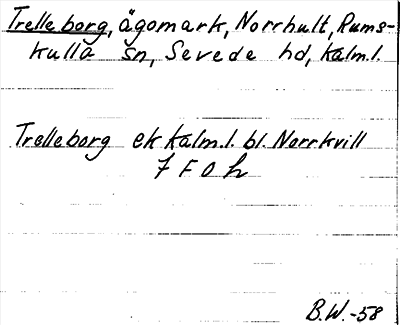 Trelleborg, ägomark, Norrhult, Rums-
kulla sn, Sevede hd, Kalm.l.
Trelleborg ek Kalm.l. bl. Norrkvill
7 F 0 h
B.W.-58